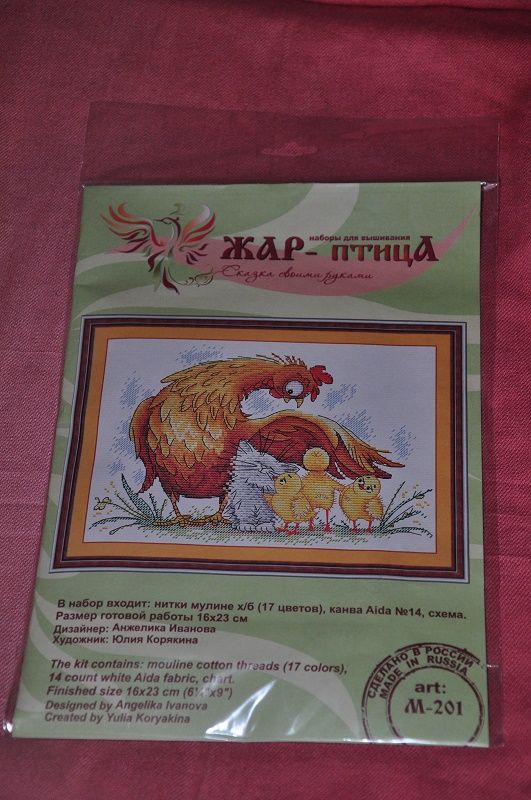 наборы для вышивания
ЖАР-ПТИЦА
Сказка своими руками
В набор входит: нитки мулине х/б (17 цветов), канва Aida №14, схема.
Размер готовой работы 16х23 см
Дизайнер: Анжелика Иванова
Художник: Юлия Корякина
The kit contains: mouline cotton threads (17 colors),
14 count white Aida fabric, chart.
Finished size 16x23 cm (6¼"x9")
Designed by Angelika Ivanova
Created by Yulia Koryakina
СДЕЛАНО В РОССИИ
MADE IN RUSSIA
art:
М-201